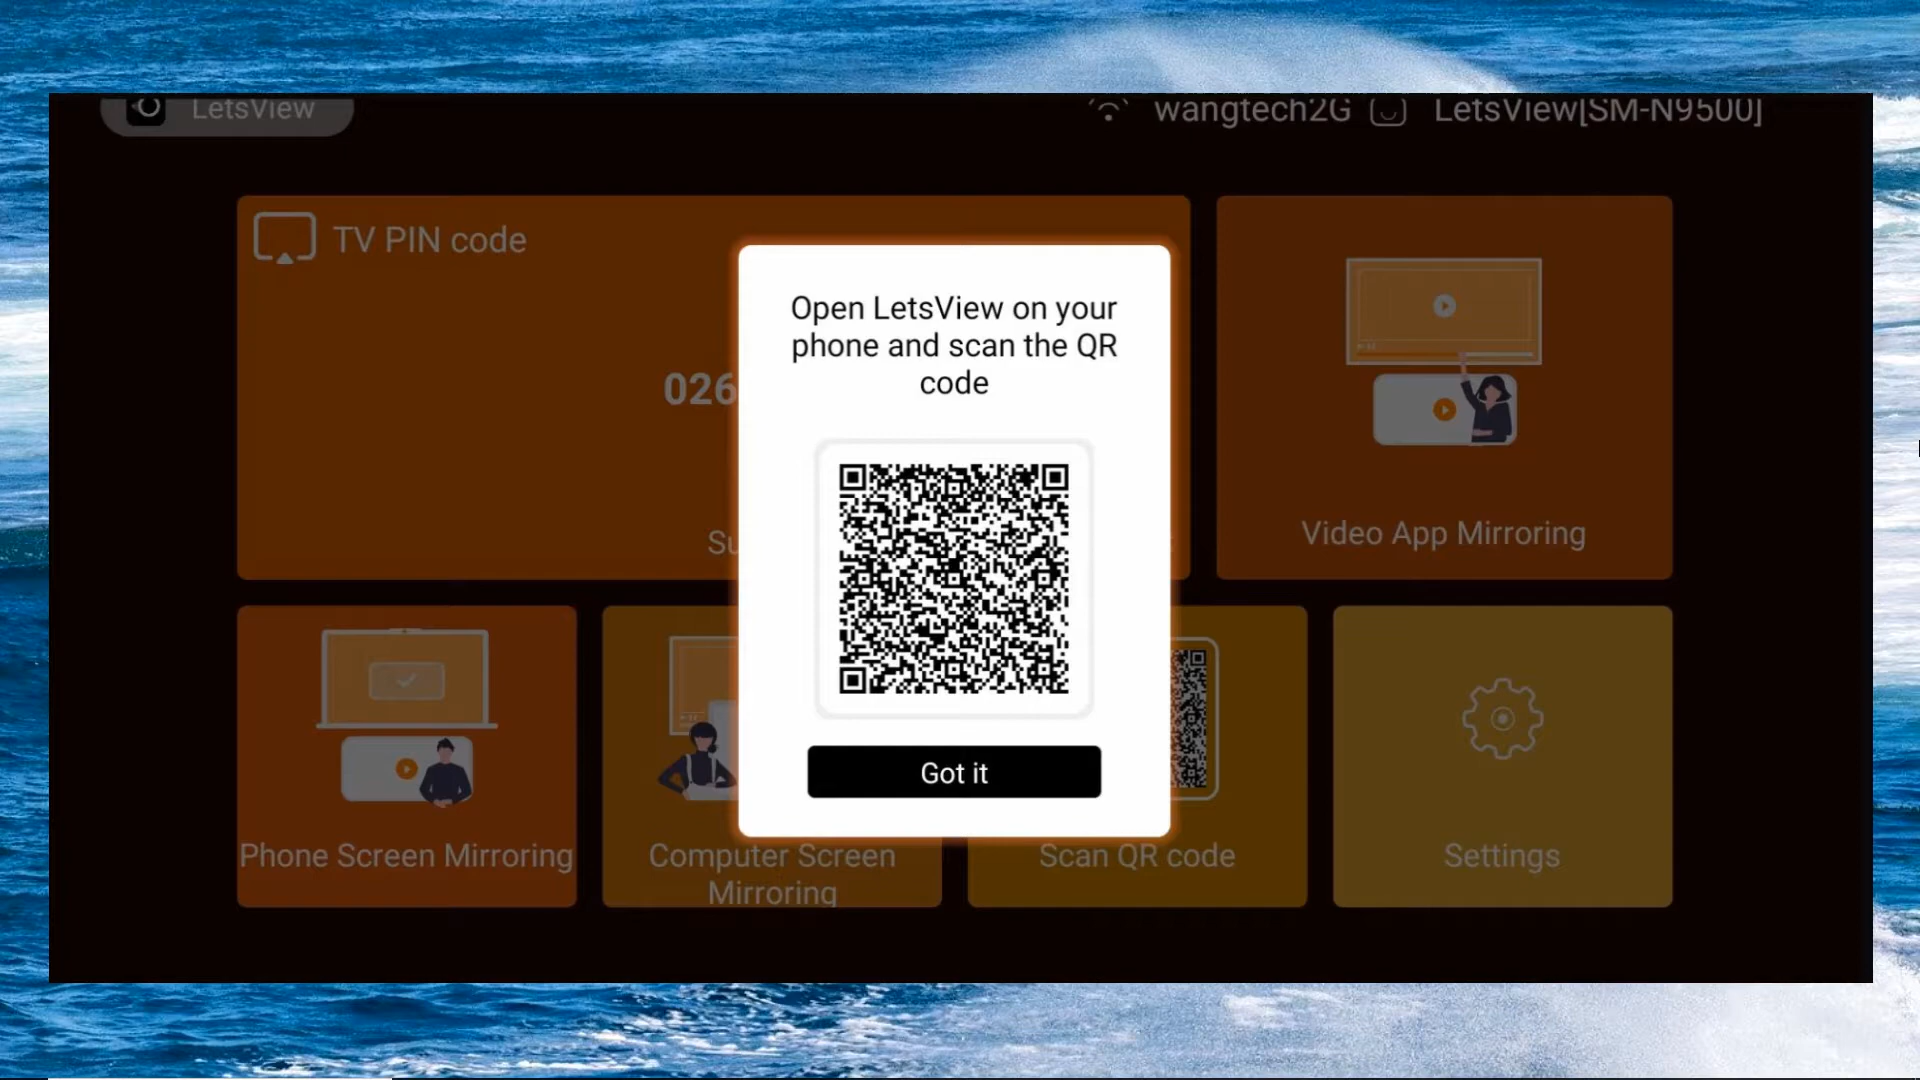 LetsView
wangtech2G
LetsView[SM-N9500]
TV PIN code
026
Open LetsView on your
phone and scan the QR
code
Got it
Video App Mirroring
Phone Screen Mirroring
Computer Screen
Mirroring
Scan QR code
Settings